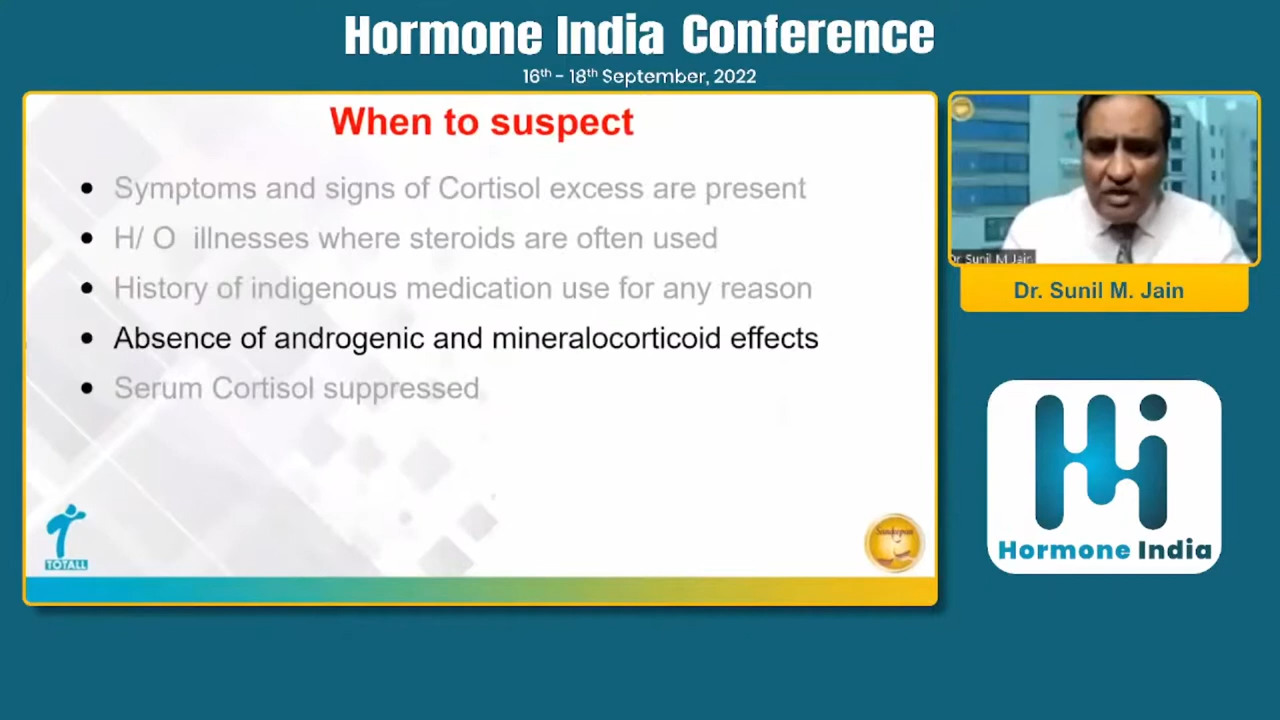 Hormone India Conference
16th - 18th September, 2022
When to suspect
• Symptoms and signs of Cortisol excess are present
• H/ O illnesses where steroids are often used
• History of indigenous medication use for any reason
• Absence of androgenic and mineralocorticoid effects
• Serum Cortisol suppressed
TOTALL
Dr Sunil M Jain
Dr. Sunil M. Jain
Hi
Hormone India